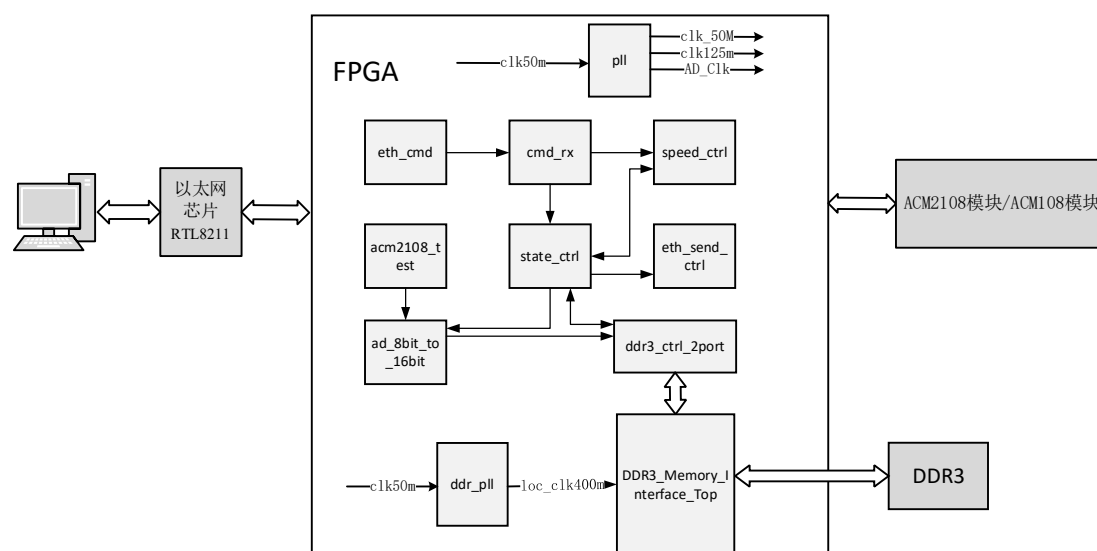 FPGA
clk50m
pll
clk_50M
clk125m
AD_Clk
eth_cmd
cmd_rx
speed_ctrl
以太网
芯片
RTL8211
ACM2108模块/ACM108模块
acm2108_t
est
state_ctrl
eth_send_
ctrl
ad_8bit_to
_16bit
ddr3_ctrl_2port
clk50m
ddr_pll
loc_clk400m
DDR3_Memory_I
nterface_Top
DDR3